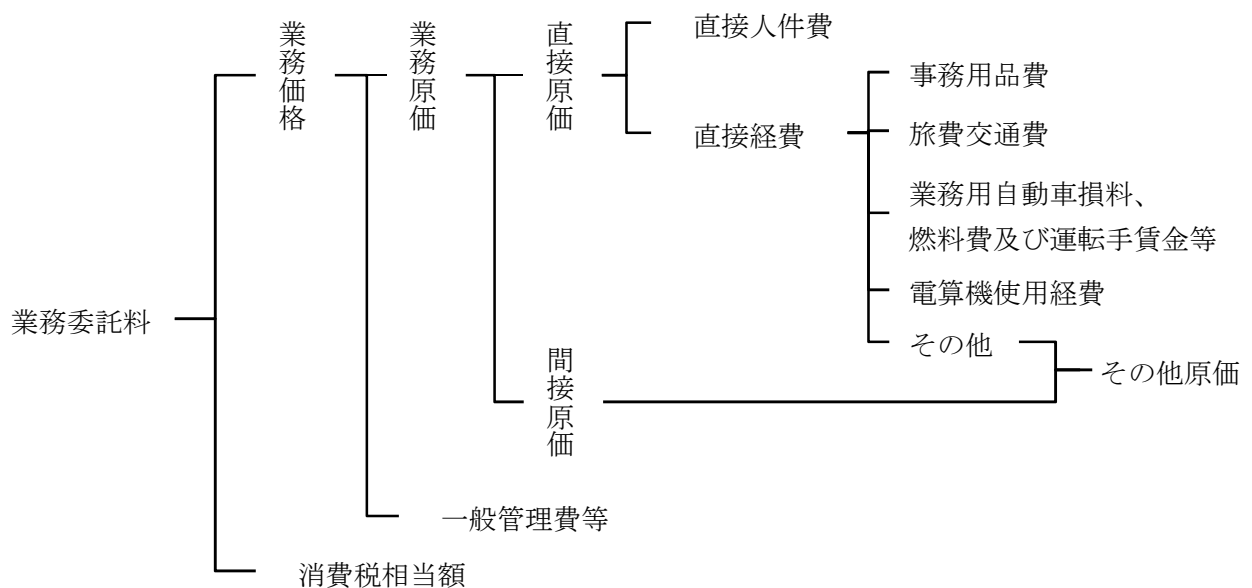 業務委託料
業務価格
業務原価
直接原価
直接人件費
直接経費
事務用品費
旅費交通費
業務用自動車損料、
燃料費及び運転手賃金等
電算機使用経費
その他
その他原価
間接原価
一般管理費等
消費税相当額